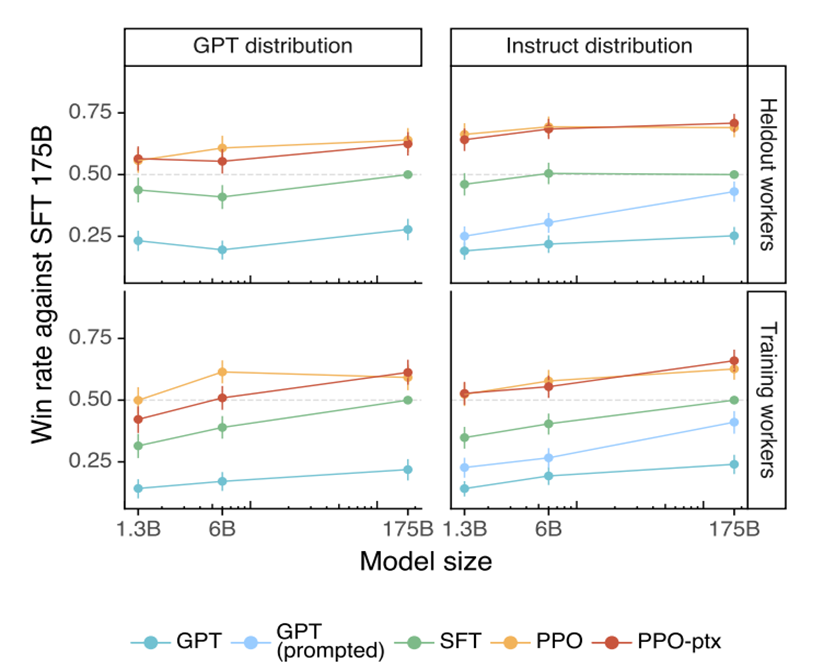 GPT distribution
Instruct distribution
Win rate against SFT 175B
0.75
0.50
0.25
Heldout workers
0.75
0.50
0.25
Training workers
1.3B 6B 175B
1.3B 6B 175B
Model size
GPT
GPT
(prompted)
SFT
PPO
PPO-ptx